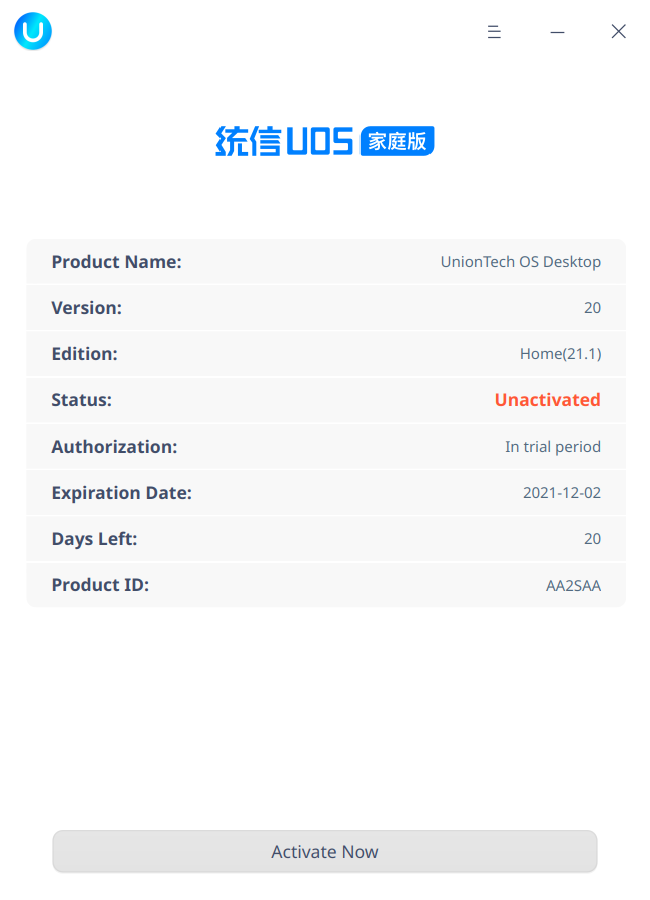 统信UOS 家庭版
Product Name: UnionTech OS Desktop
Version: 20
Edition: Home(21.1)
Status: Unactivated
Authorization: In trial period
Expiration Date: 2021-12-02
Days Left: 20
Product ID: AA2SAA
Activate Now